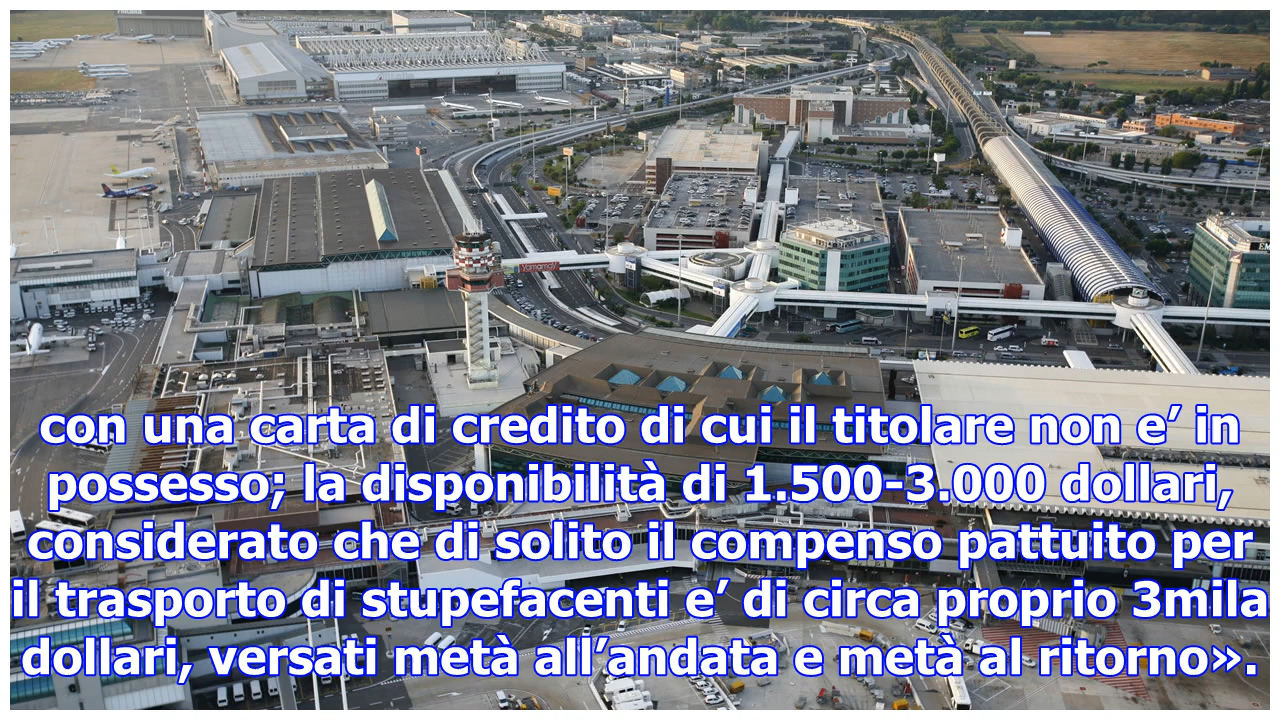 con una carta di credito di cui il titolare non e’ in
possesso; la disponibilità di 1.500-3.000 dollari,
considerato che di solito il compenso pattuito per
il trasporto di stupefacenti e’ di circa proprio 3mila
dollari, versati metà all’andata e metà al ritorno».